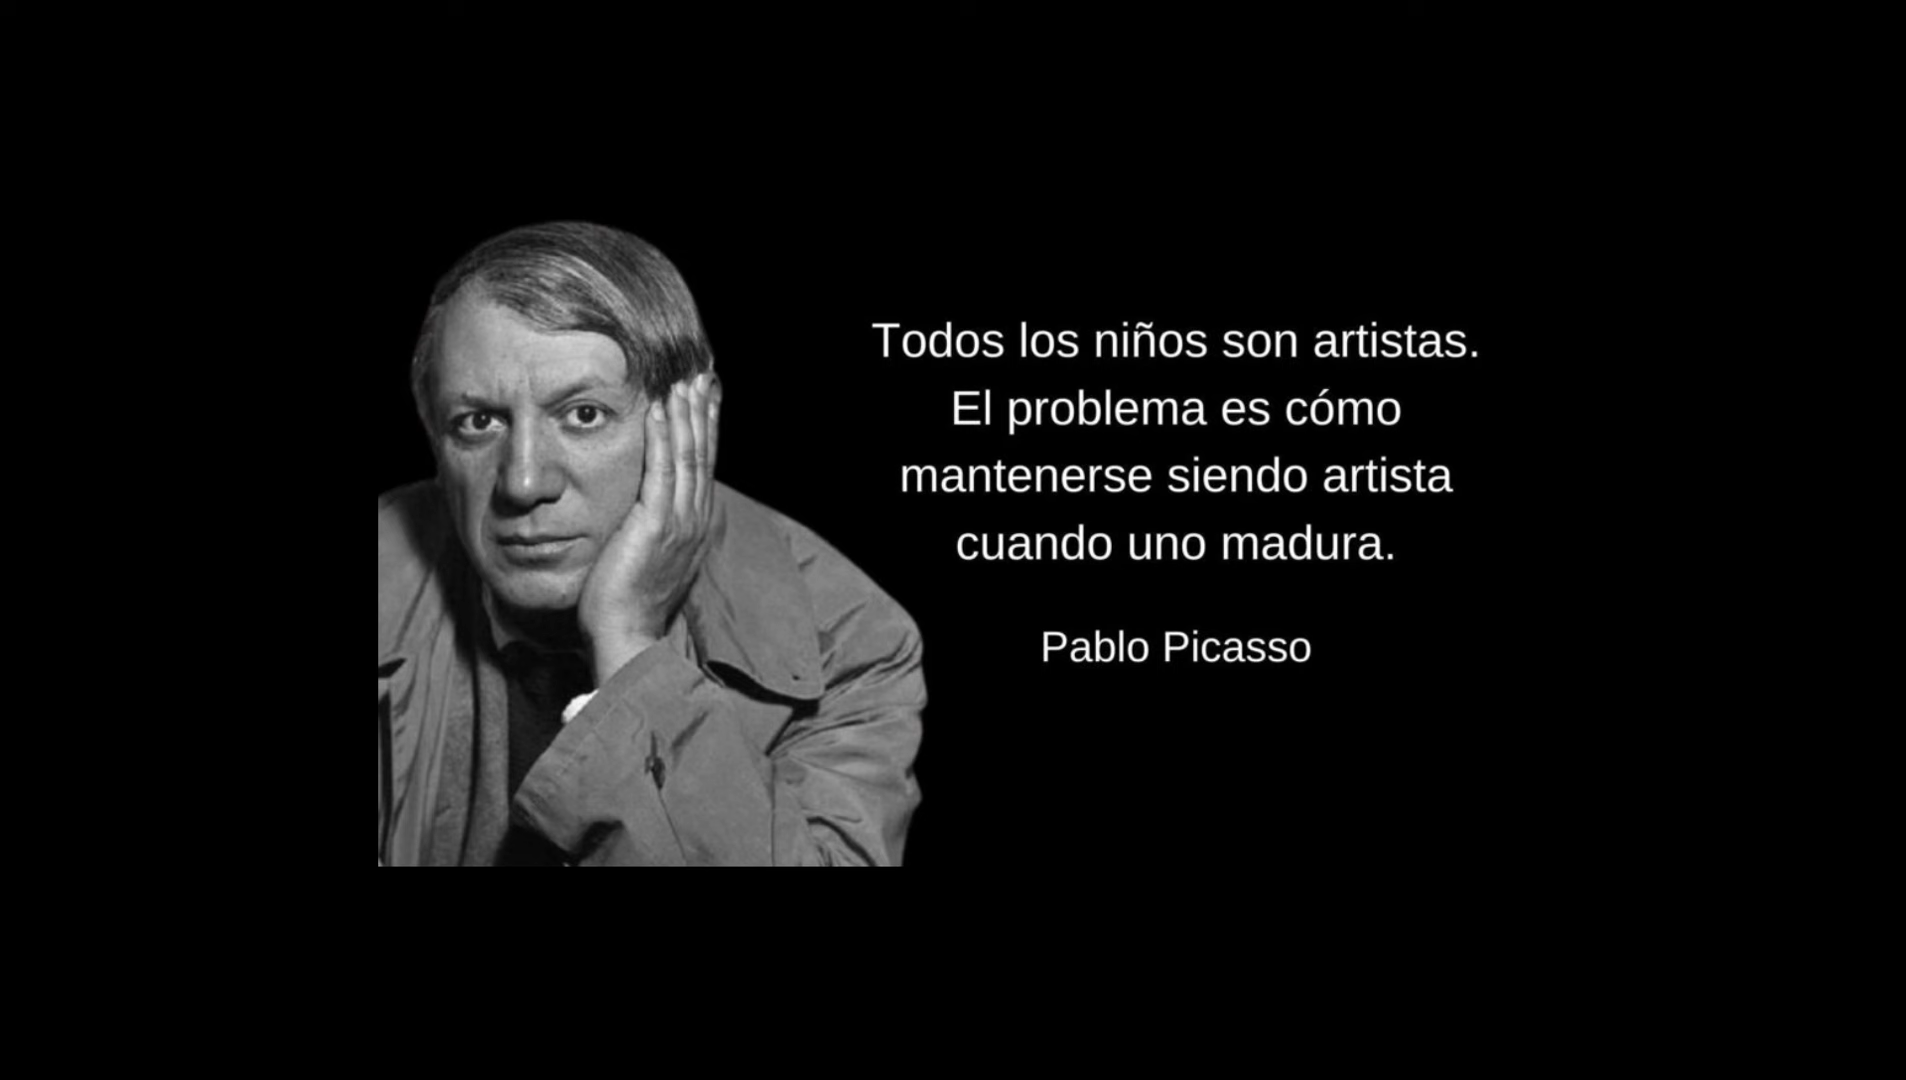 Todos los niños son artistas.
El problema es cómo
mantenerse siendo artista
cuando uno madura.
Pablo Picasso